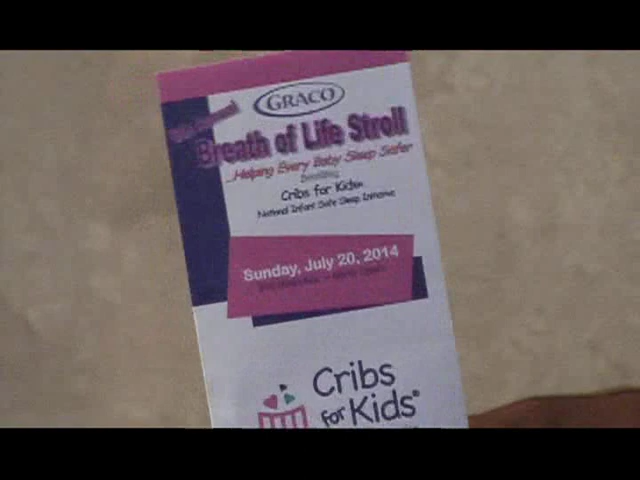 GRACO
Breath of Life Stroll
...Helping Every Baby Sleep Safer
benefiting
Cribs for Kids®
National Infant Safe Sleep Initiative
Sunday, July 20, 2014
Cribs
for Kids®